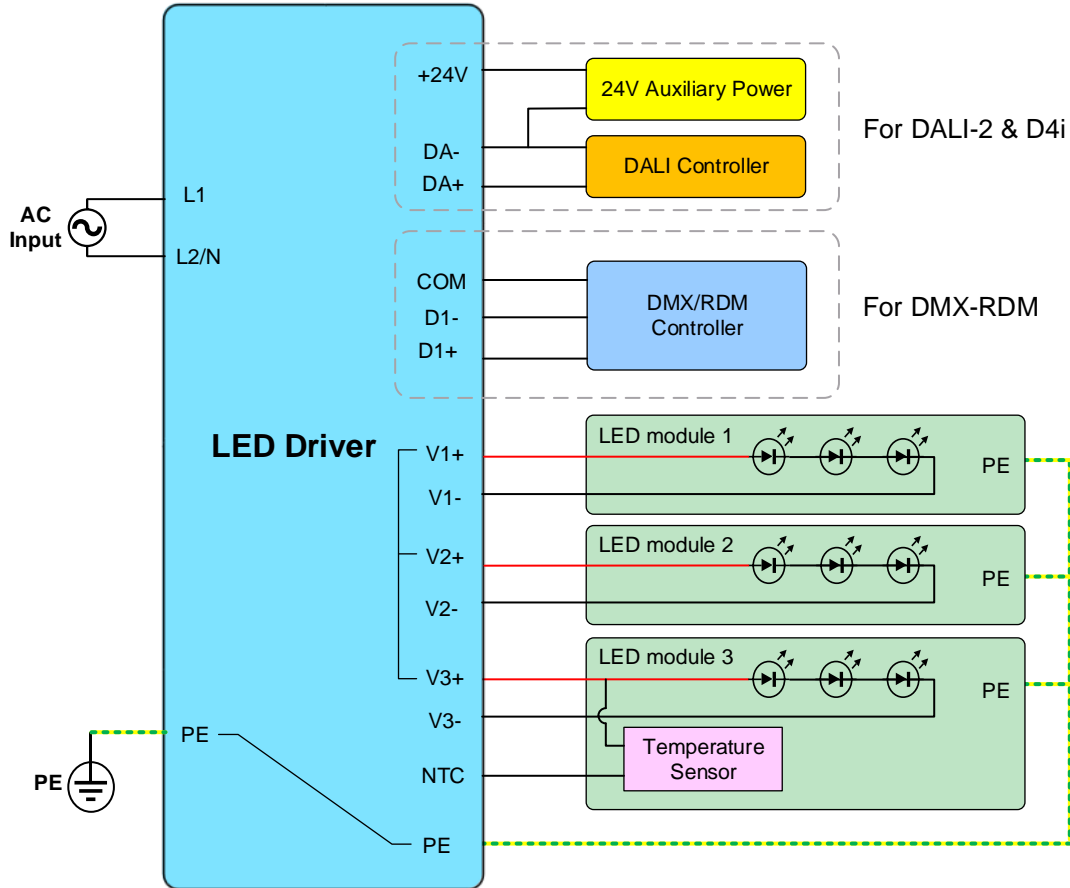 +24V
24V Auxiliary Power
For DALI-2 & D4i
DA-
DALI Controller
DA+
L1
AC
Input
L2/N
COM
DMX/RDM
Controller
For DMX-RDM
D1-
D1+
LED Driver
LED module 1
V1+
PE
V1-
LED module 2
V2+
PE
V2-
LED module 3
V3+
PE
V3-
PE
Temperature
Sensor
NTC
PE
PE